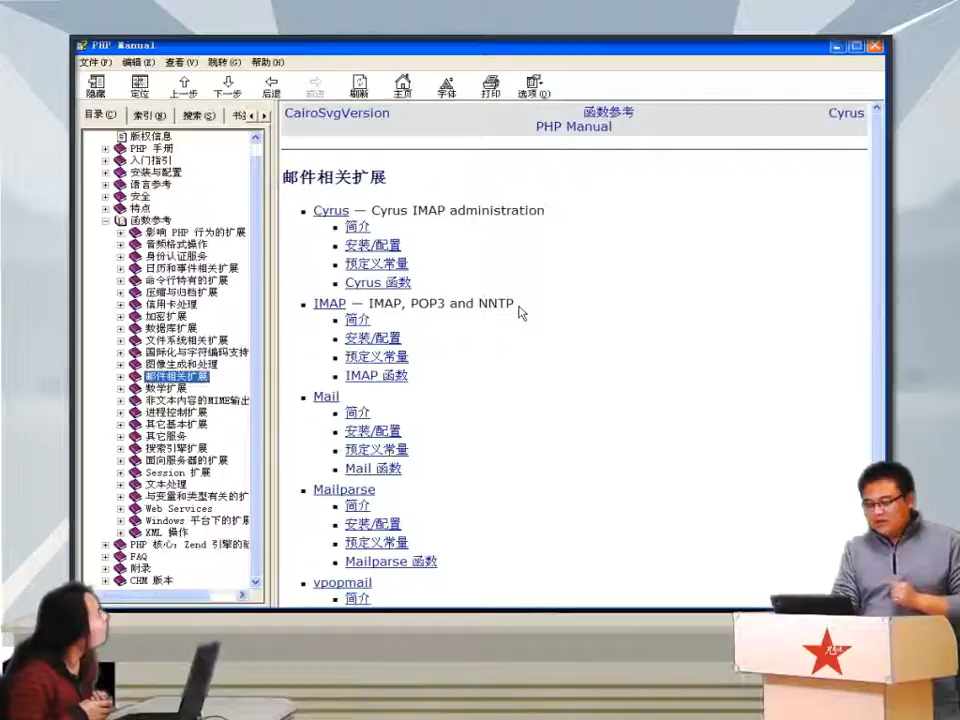 PHP Manual
文件(F) 编辑(E) 查看(V) 跳转(G) 帮助(H)
隐藏 定位 上一步 下一步 后退 前进 刷新 主页 字体 打印 选项(O)
目录(C) 索引(N) 搜索(S)
版权信息
PHP 手册
入门指引
安装与配置
语言参考
安全
特点
函数参考
影响 PHP 行为的扩展
音频格式操作
身份认证服务
日历和事件相关扩展
命令行特有的扩展
压缩与归档扩展
信用卡处理
加密扩展
数据库扩展
文件系统相关扩展
国际化与字符编码支持
图像生成和处理
邮件相关扩展
数学扩展
非文本内容的MIME输出
进程控制扩展
其它基本扩展
其它服务
搜索引擎扩展
面向服务器的扩展
Session 扩展
文本处理
与变量和类型有关的扩
Web Services
Windows 平台下的扩展
XML 操作
PHP 核心：Zend 引擎的
FAQ
附录
CHM 版本
CairoSvgVersion 函数参考 Cyrus
PHP Manual
邮件相关扩展
Cyrus — Cyrus IMAP administration
简介
安装/配置
预定义常量
Cyrus 函数
IMAP — IMAP, POP3 and NNTP
简介
安装/配置
预定义常量
IMAP 函数
Mail
简介
安装/配置
预定义常量
Mail 函数
Mailparse
简介
安装/配置
预定义常量
Mailparse 函数
vpopmail
简介